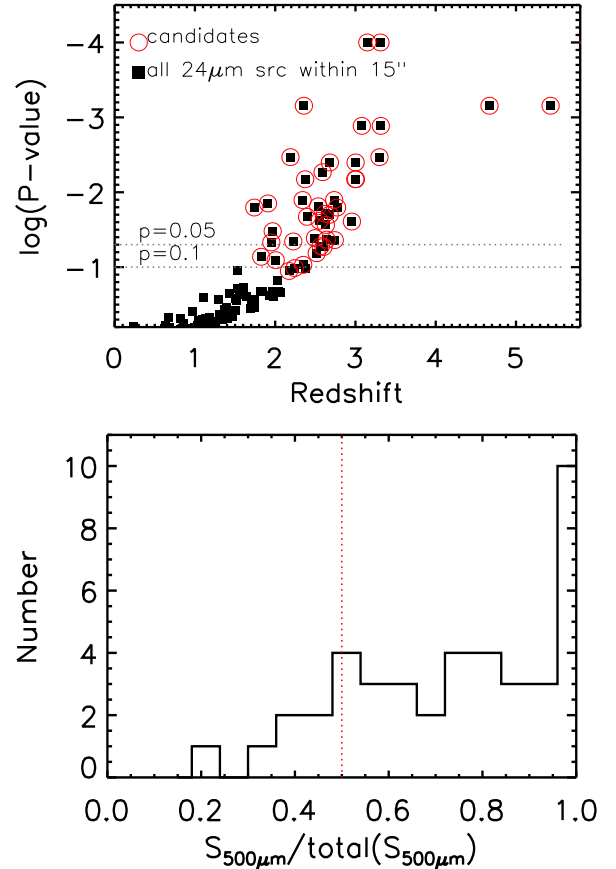 candidates
all 24μm src within 15"
-4
-3
-2
-1
log(P-value)
p=0.05
p=0.1
0 1 2 3 4 5
Redshift
10
8
6
4
2
0
Number
0.0 0.2 0.4 0.6 0.8 1.0
S500μm/total(S500μm)